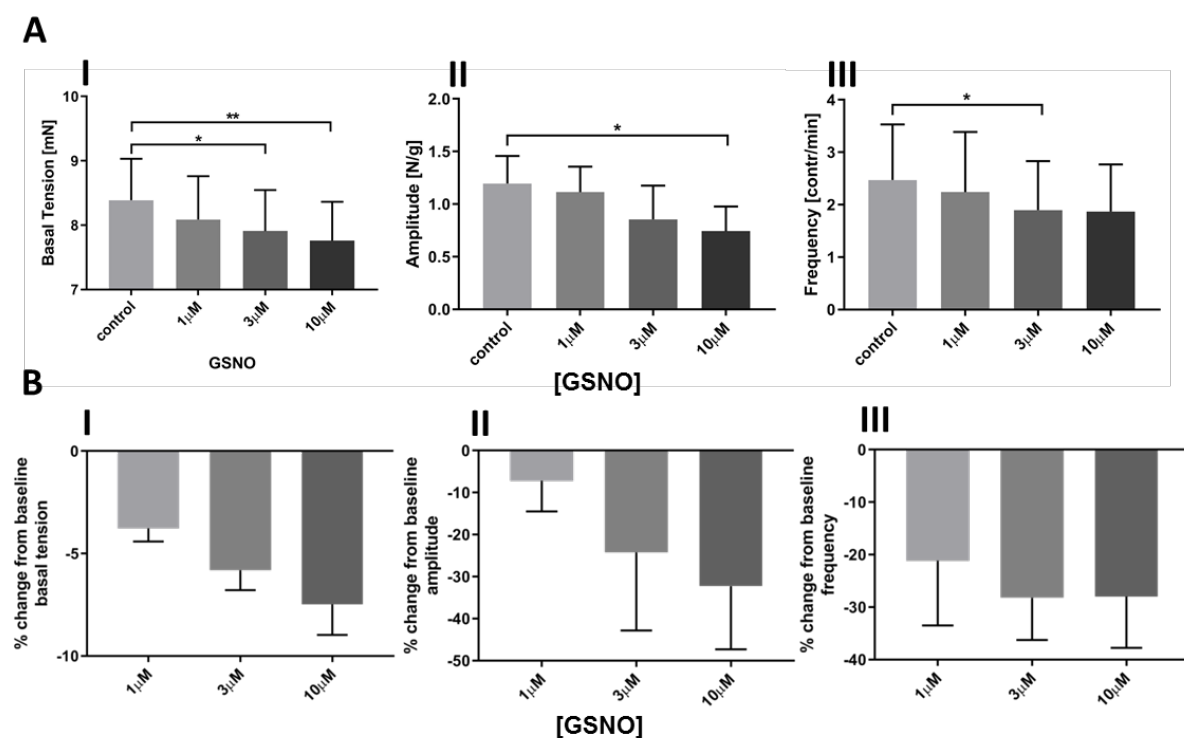 A
I
Basal Tension [mN]
10
9
8
7
**
*
control
1μM
3μM
10μM
GSNO
II
Amplitude [N/g]
2.0
1.5
1.0
0.5
0.0
*
control
1μM
3μM
10μM
III
Frequency [contr/min]
4
3
2
1
0
*
control
1μM
3μM
10μM
[GSNO]
B
I
% change from baseline
basal tension
0
-5
-10
1μM
3μM
10μM
II
% change from baseline
amplitude
0
-10
-20
-30
-40
-50
1μM
3μM
10μM
III
% change from baseline
frequency
0
-10
-20
-30
-40
1μM
3μM
10μM
[GSNO]